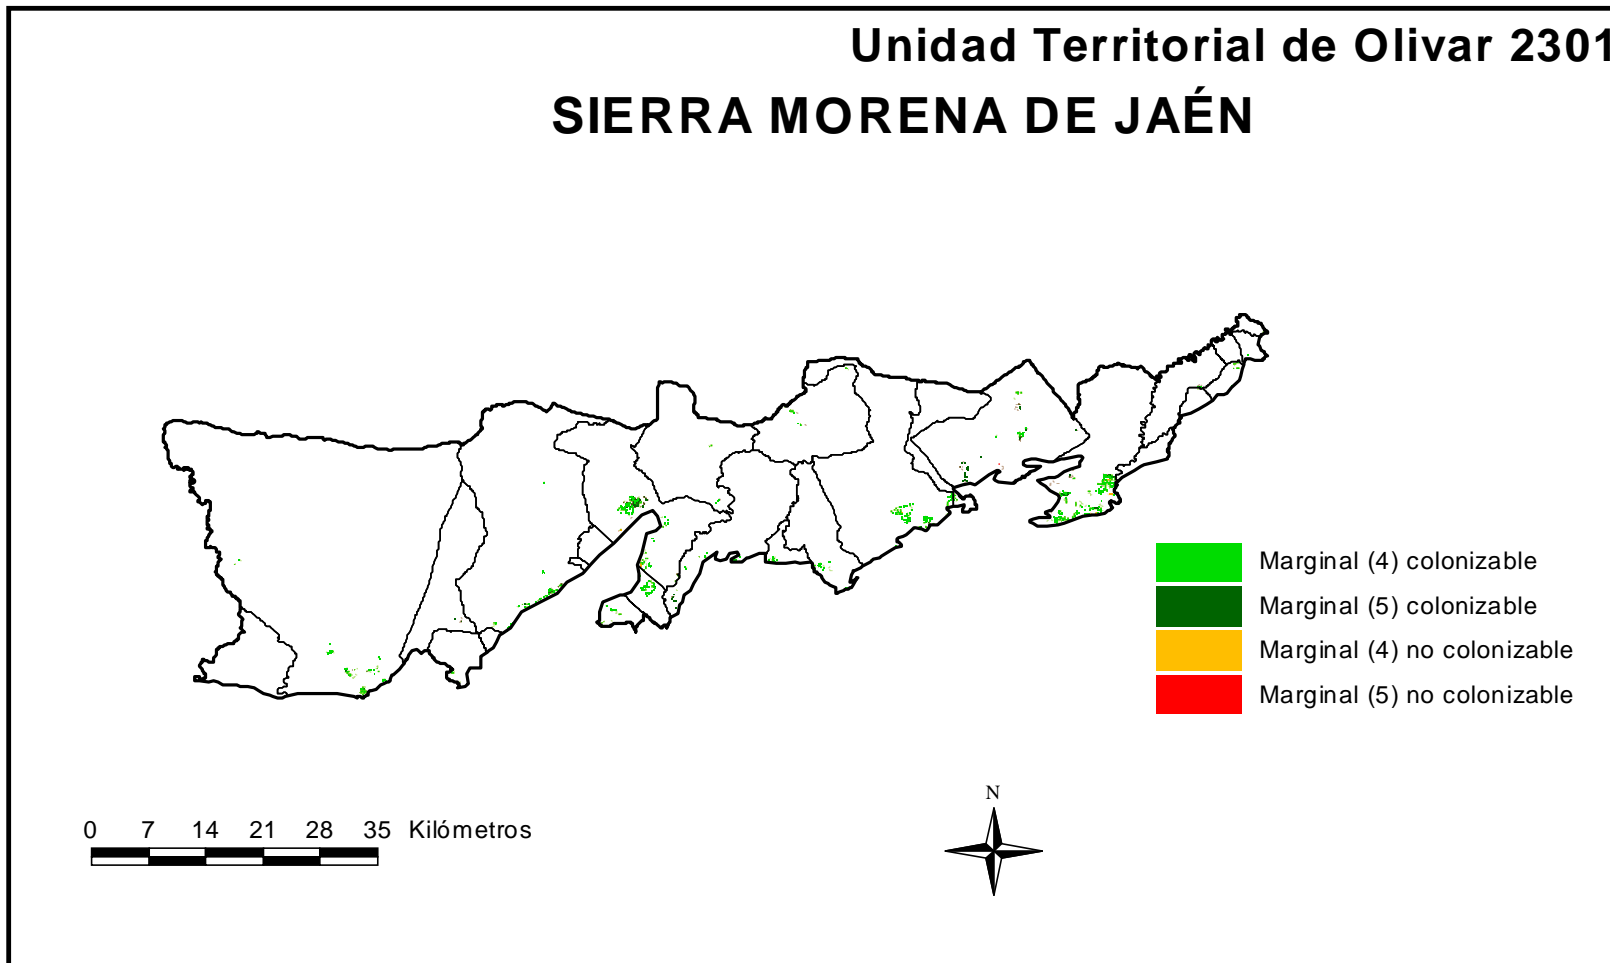 Unidad Territorial de Olivar 2301
SIERRA MORENA DE JAÉN
Marginal (4) colonizable
Marginal (5) colonizable
Marginal (4) no colonizable
Marginal (5) no colonizable
N
0 7 14 21 28 35 Kilómetros